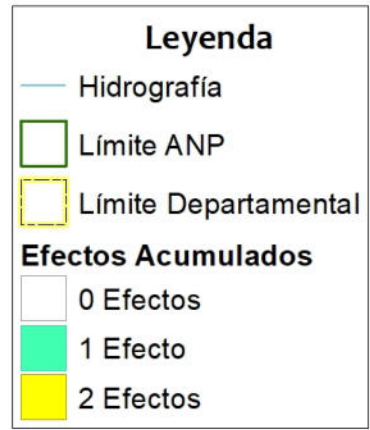 Leyenda
Hidrografía
Límite ANP
Límite Departamental
Efectos Acumulados
0 Efectos
1 Efecto
2 Efectos